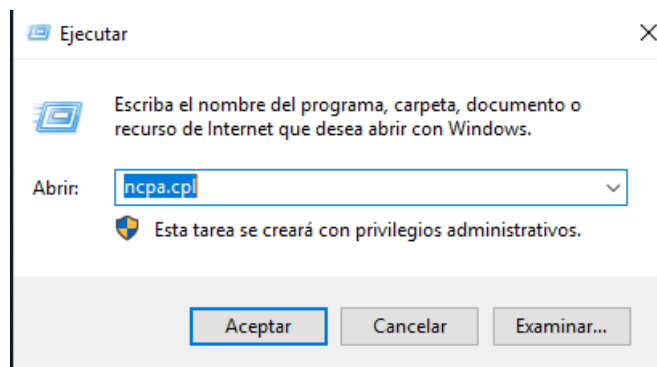 Ejecutar
Escriba el nombre del programa, carpeta, documento o
recurso de Internet que desea abrir con Windows.
Abrir: ncpa.cpl
Esta tarea se creará con privilegios administrativos.
Aceptar Cancelar Examinar...